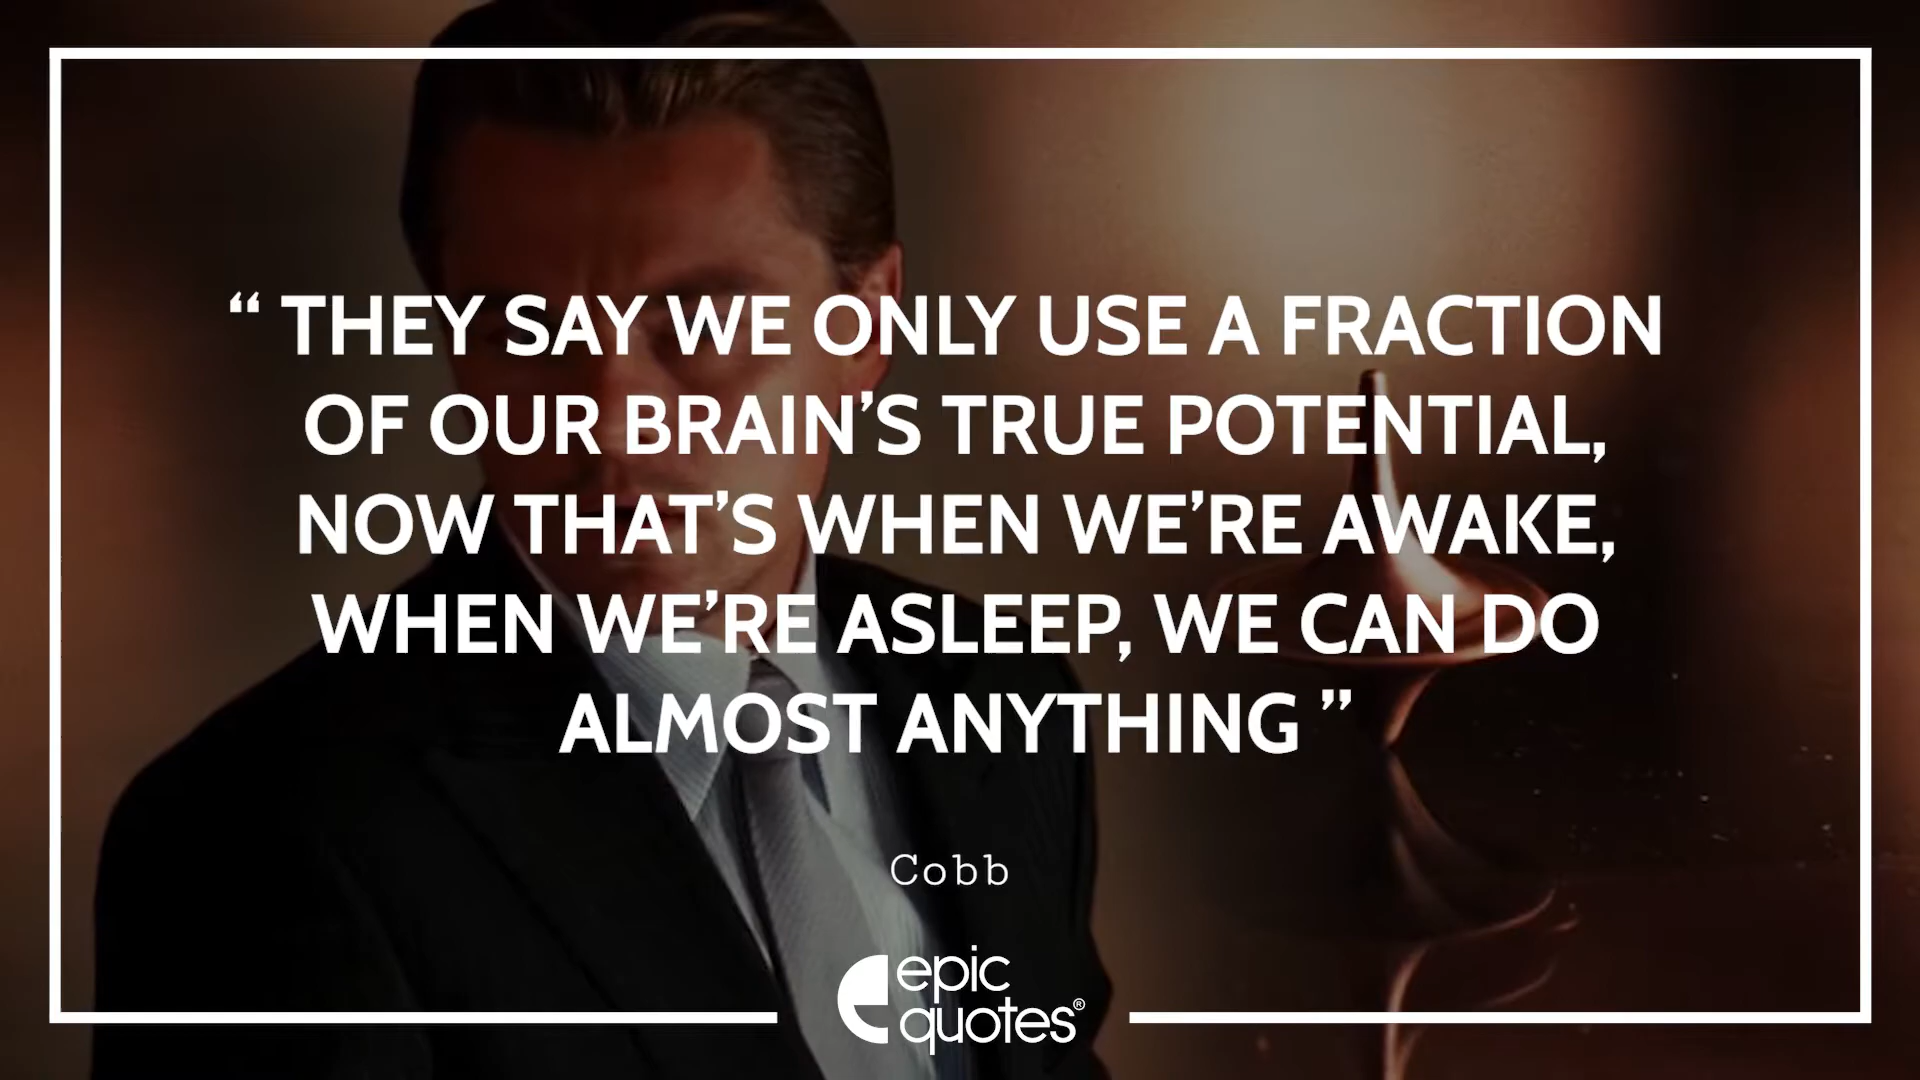 “ THEY SAY WE ONLY USE A FRACTION
OF OUR BRAIN’S TRUE POTENTIAL,
NOW THAT’S WHEN WE’RE AWAKE,
WHEN WE’RE ASLEEP, WE CAN DO
ALMOST ANYTHING ”
Cobb
epic
quotes®